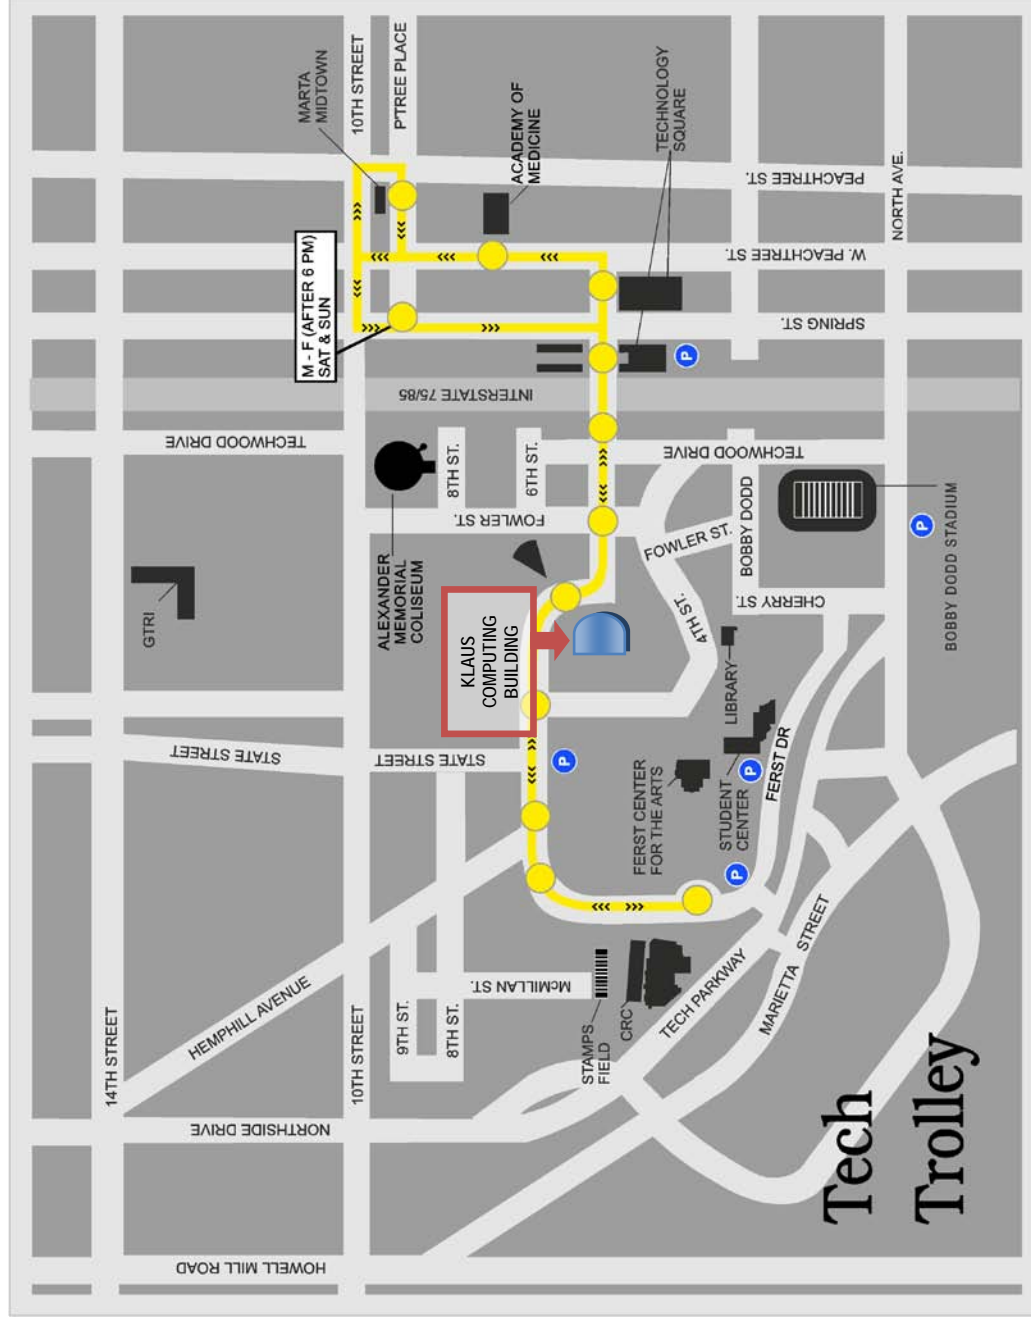 14TH STREET
10TH STREET
P'TREE PLACE
MARTA
MIDTOWN
ACADEMY OF
MEDICINE
TECHNOLOGY
SQUARE
PEACHTREE ST.
NORTH AVE.
W. PEACHTREE ST.
SPRING ST.
M - F (AFTER 6 PM)
SAT & SUN
INTERSTATE 75/85
P
TECHWOOD DRIVE
8TH ST.
6TH ST.
TECHWOOD DRIVE
FOWLER ST.
FOWLER ST.
BOBBY DODD
BOBBY DODD STADIUM
P
ALEXANDER
MEMORIAL
COLISEUM
GTRI
KLAUS
COMPUTING
BUILDING
4TH ST.
CHERRY ST.
LIBRARY
STATE STREET
STATE STREET
P
FERST CENTER
FOR THE ARTS
STUDENT
CENTER
P
FERST DR
P
HEMPHILL AVENUE
9TH ST.
8TH ST.
McMILLAN ST.
STAMPS
FIELD
CRC
TECH PARKWAY
MARIETTA STREET
10TH STREET
NORTHSIDE DRIVE
HOWELL MILL ROAD
Tech
Trolley